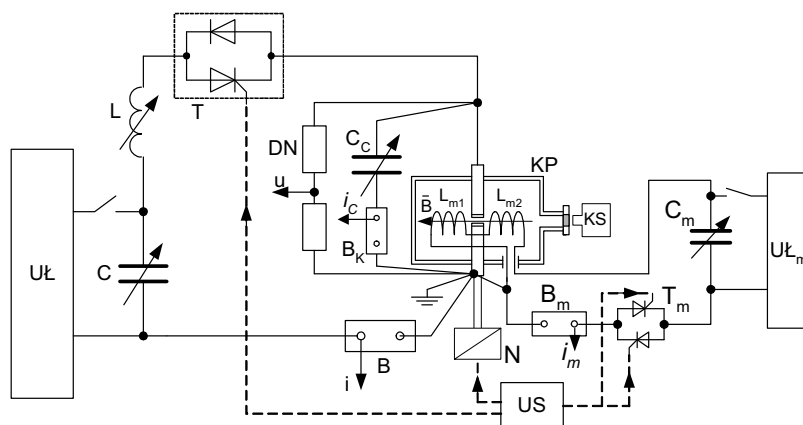 T
L
DN
C_C
u
i_C
B_K
KP
L_m1
L_m2
B̄
KS
C_m
UŁ
C
UŁ_m
B_m
T_m
i_m
B
i
N
US